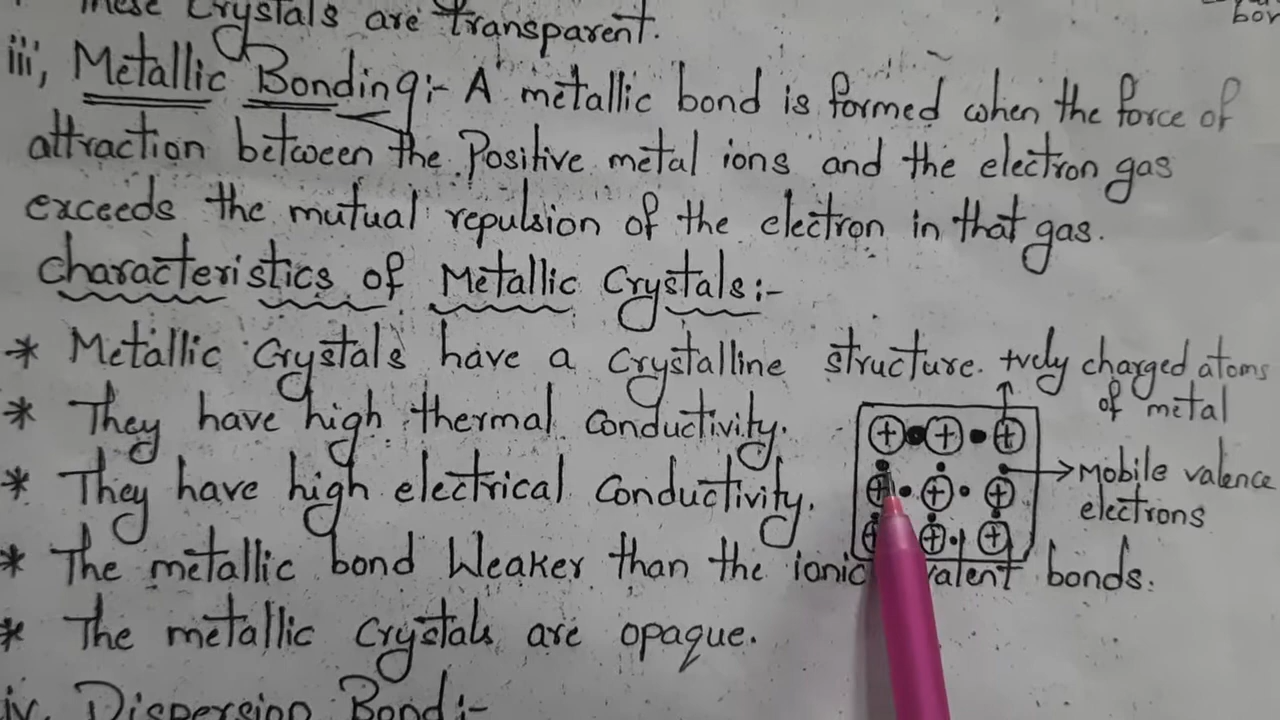 These Crystals are transparent.
bon
iii, Metallic Bonding:- A metallic bond is formed when the force of
attraction between the Positive metal ions and the electron gas
exceeds the mutual repulsion of the electron in that gas.
Characteristics of Metallic Crystals:-
* Metallic Crystals have a Crystalline structure.
+vely charged atoms
of metal
* They have high thermal conductivity.
+ + +
Mobile valence
electrons
* They have high electrical Conductivity.
+ + +
+ +
* The metallic bond Weaker than the ionic valent bonds.
* The metallic Crystals are opaque.
iv, Dispersion Bond:-